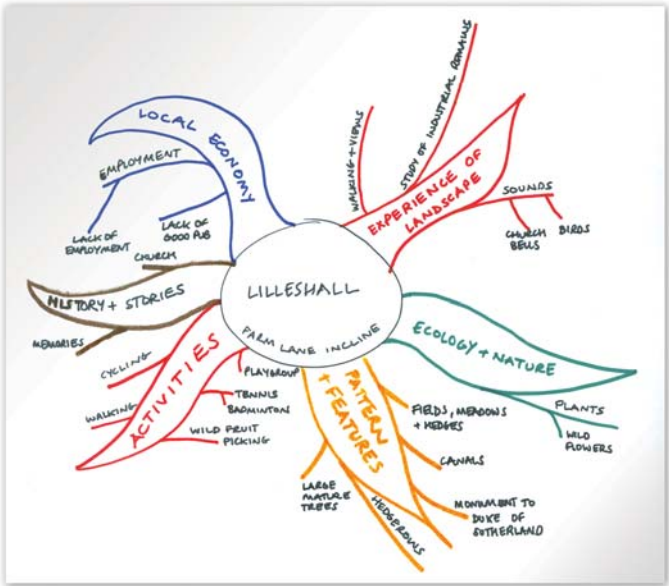 LOCAL ECONOMY
EMPLOYMENT
LACK OF
EMPLOYMENT
LACK OF
GOOD PUB
EXPERIENCE OF
LANDSCAPE
WALKING + VIEWS
STUDY OF INDUSTRIAL REMAINS
SOUNDS
CHURCH
BELLS
BIRDS
LILLESHALL
FARM LANE INCLINE
HISTORY + STORIES
CHURCH
MEMORIES
ECOLOGY + NATURE
PLANTS
WILD
FLOWERS
ACTIVITIES
CYCLING
WALKING
PLAYGROUP
TENNIS
BADMINTON
WILD FRUIT
PICKING
PATTERN
+ FEATURES
FIELDS, MEADOWS
+ HEDGES
CANALS
MONUMENT TO
DUKE OF
SUTHERLAND
LARGE
MATURE
TREES
HEDGEROWS